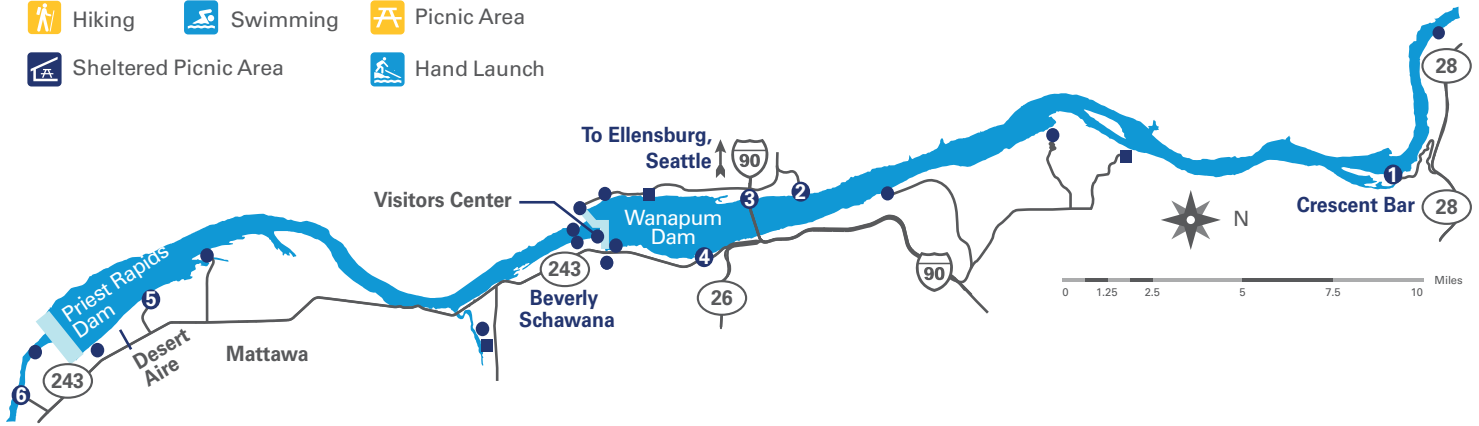 Hiking
Swimming
Picnic Area
Sheltered Picnic Area
Hand Launch
28
To Ellensburg,
Seattle
90
Visitors Center
3
2
1
Crescent Bar
28
Wanapum
Dam
N
4
243
90
26
0 1.25 2.5 5 7.5 10 Miles
Beverly
Schawana
Priest Rapids
Dam
5
Desert
Aire
Mattawa
243
6